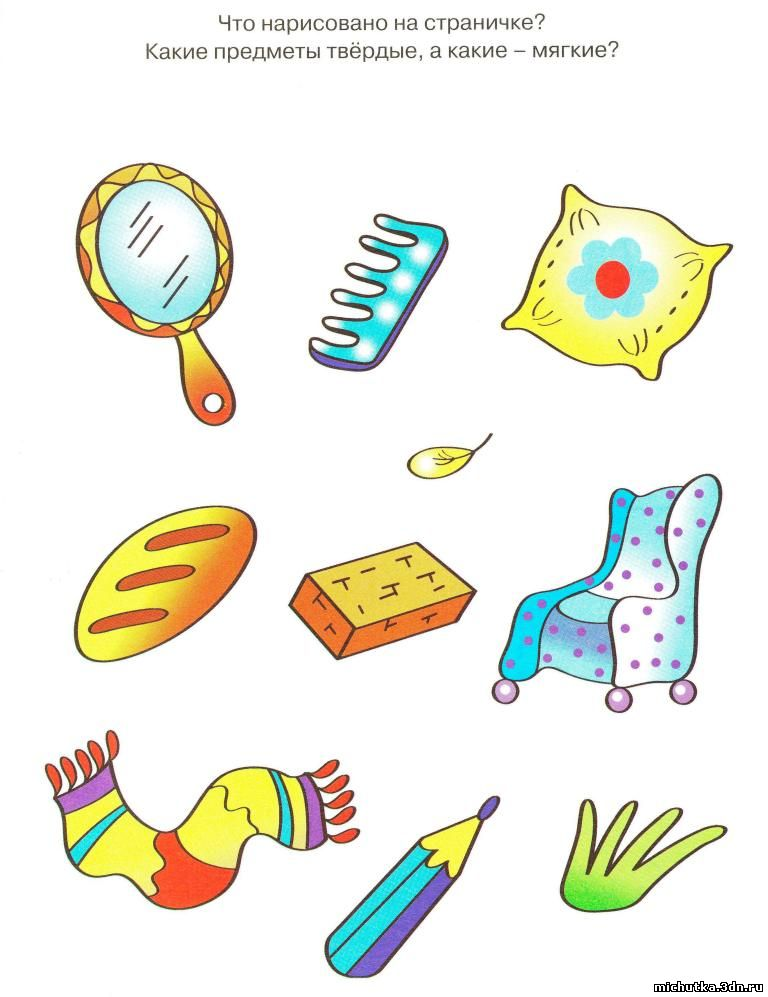 Что нарисовано на страничке?
Какие предметы твёрдые, а какие – мягкие?
michutka.3dn.ru